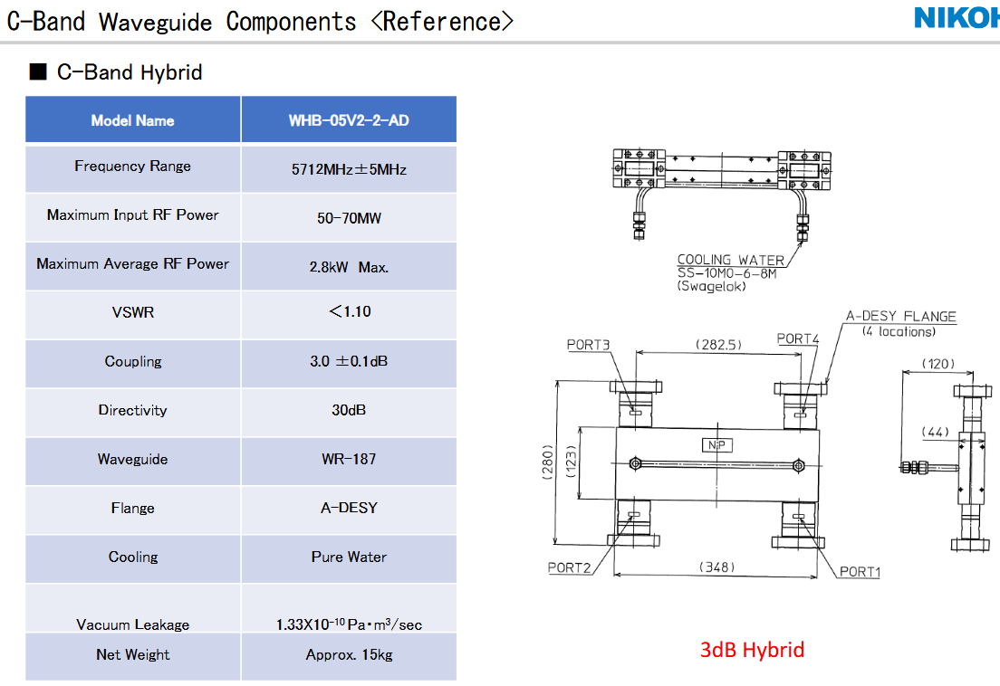 C-Band Waveguide Components <Reference>
NIKOH
■ C-Band Hybrid
Model Name WHB-05V2-2-AD
Frequency Range 5712MHz±5MHz
Maximum Input RF Power 50-70MW
Maximum Average RF Power 2.8kW Max.
VSWR <1.10
Coupling 3.0 ±0.1dB
Directivity 30dB
Waveguide WR-187
Flange A-DESY
Cooling Pure Water
Vacuum Leakage 1.33X10⁻¹⁰Pa・m³/sec
Net Weight Approx. 15kg
COOLING WATER
SS-10M0-6-8M
(Swagelok)
A-DESY FLANGE
(4 locations)
PORT3
(282.5)
PORT4
(120)
(44)
(280)
(123)
PORT2
(348)
PORT1
3dB Hybrid